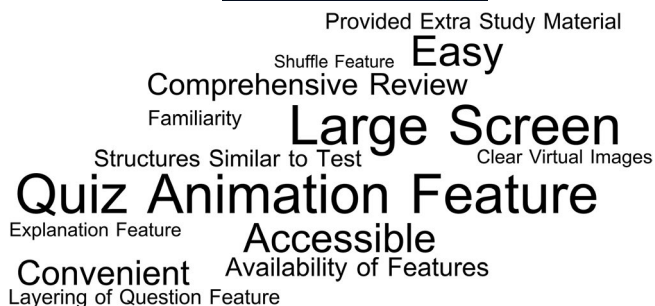 Provided Extra Study Material
Shuffle Feature Easy
Comprehensive Review
Familiarity Large Screen
Structures Similar to Test Clear Virtual Images
Quiz Animation Feature
Explanation Feature Accessible
Convenient Availability of Features
Layering of Question Feature